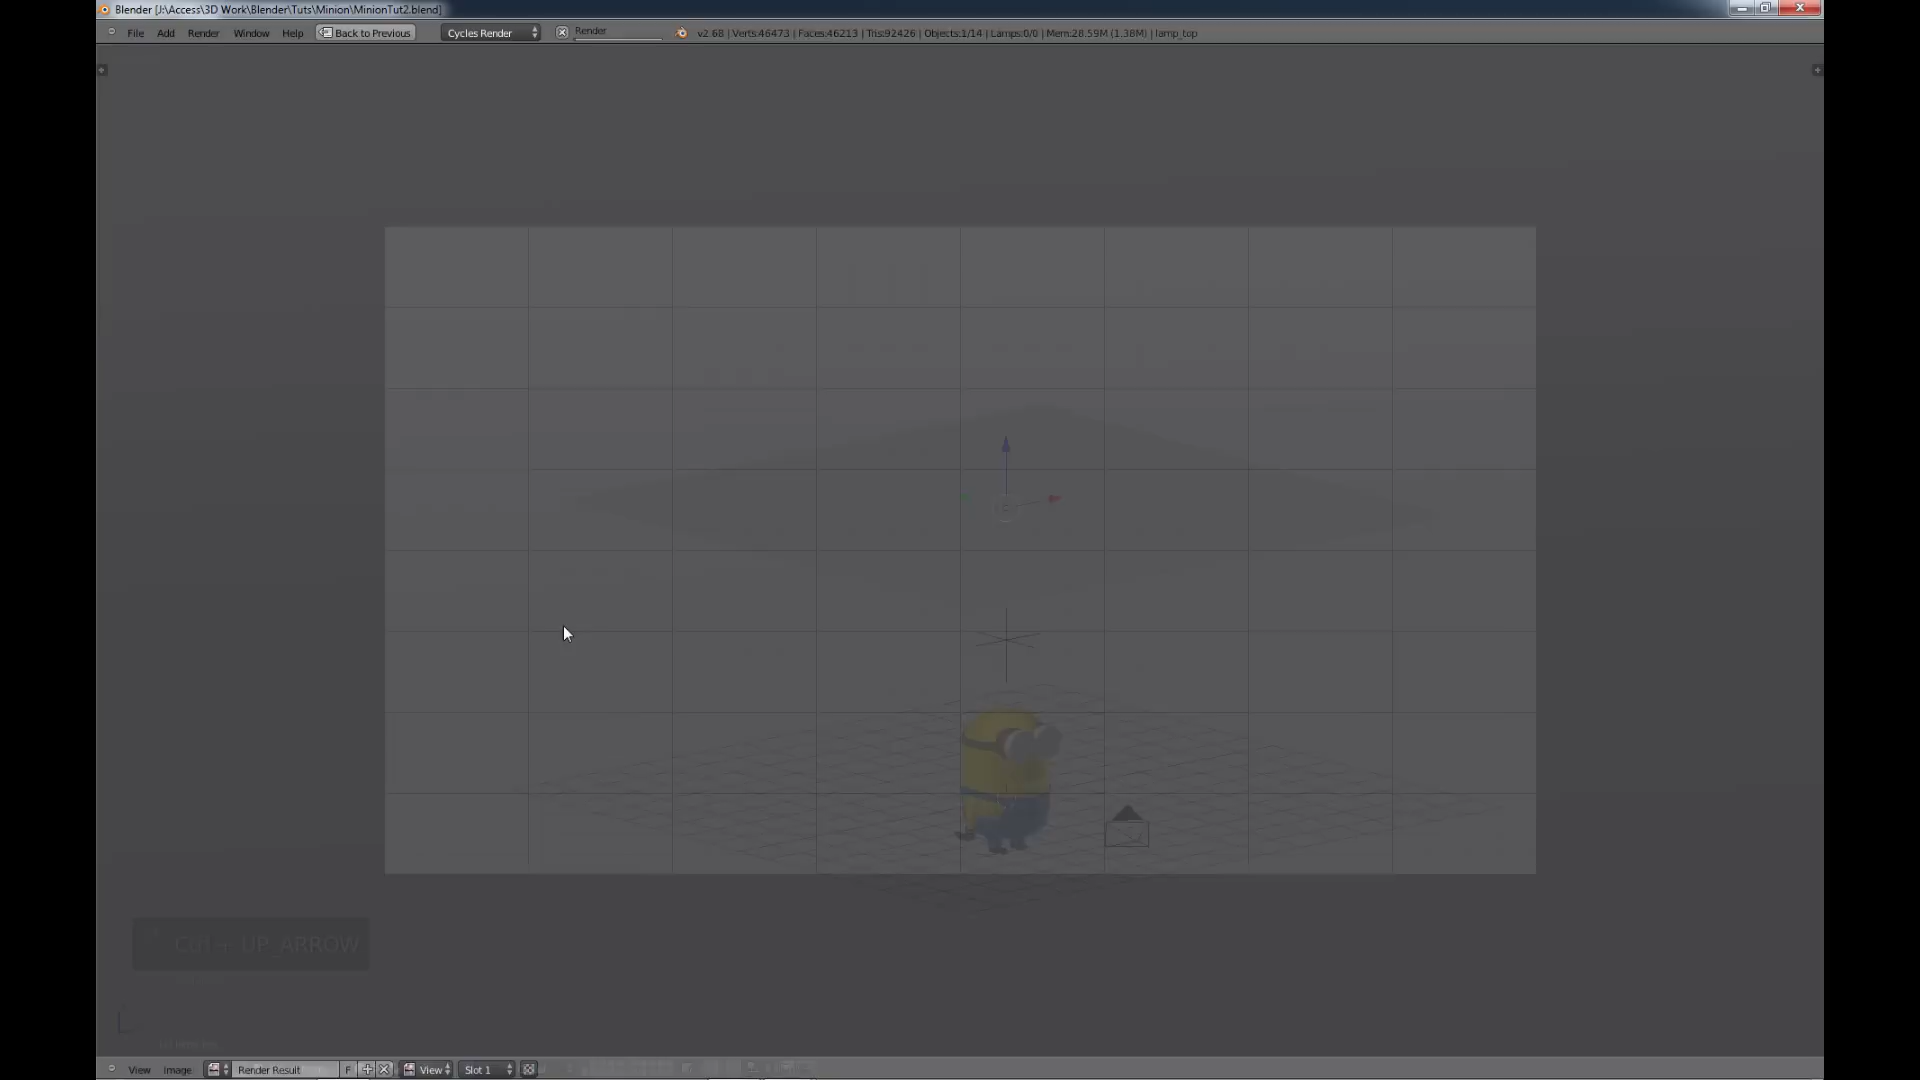 Blender [J:\Access\3D Work\Blender\Tuts\Minion\MinionTut2.blend]
File Add Render Window Help Back to Previous Cycles Render Render v2.68 | Verts:46473 | Faces:46213 | Tris:92426 | Objects:1/14 | Lamps:0/0 | Mem:28.59M (1.38M) | lamp_top
Ctrl + UP_ARROW
View Image Render Result F View Slot 1